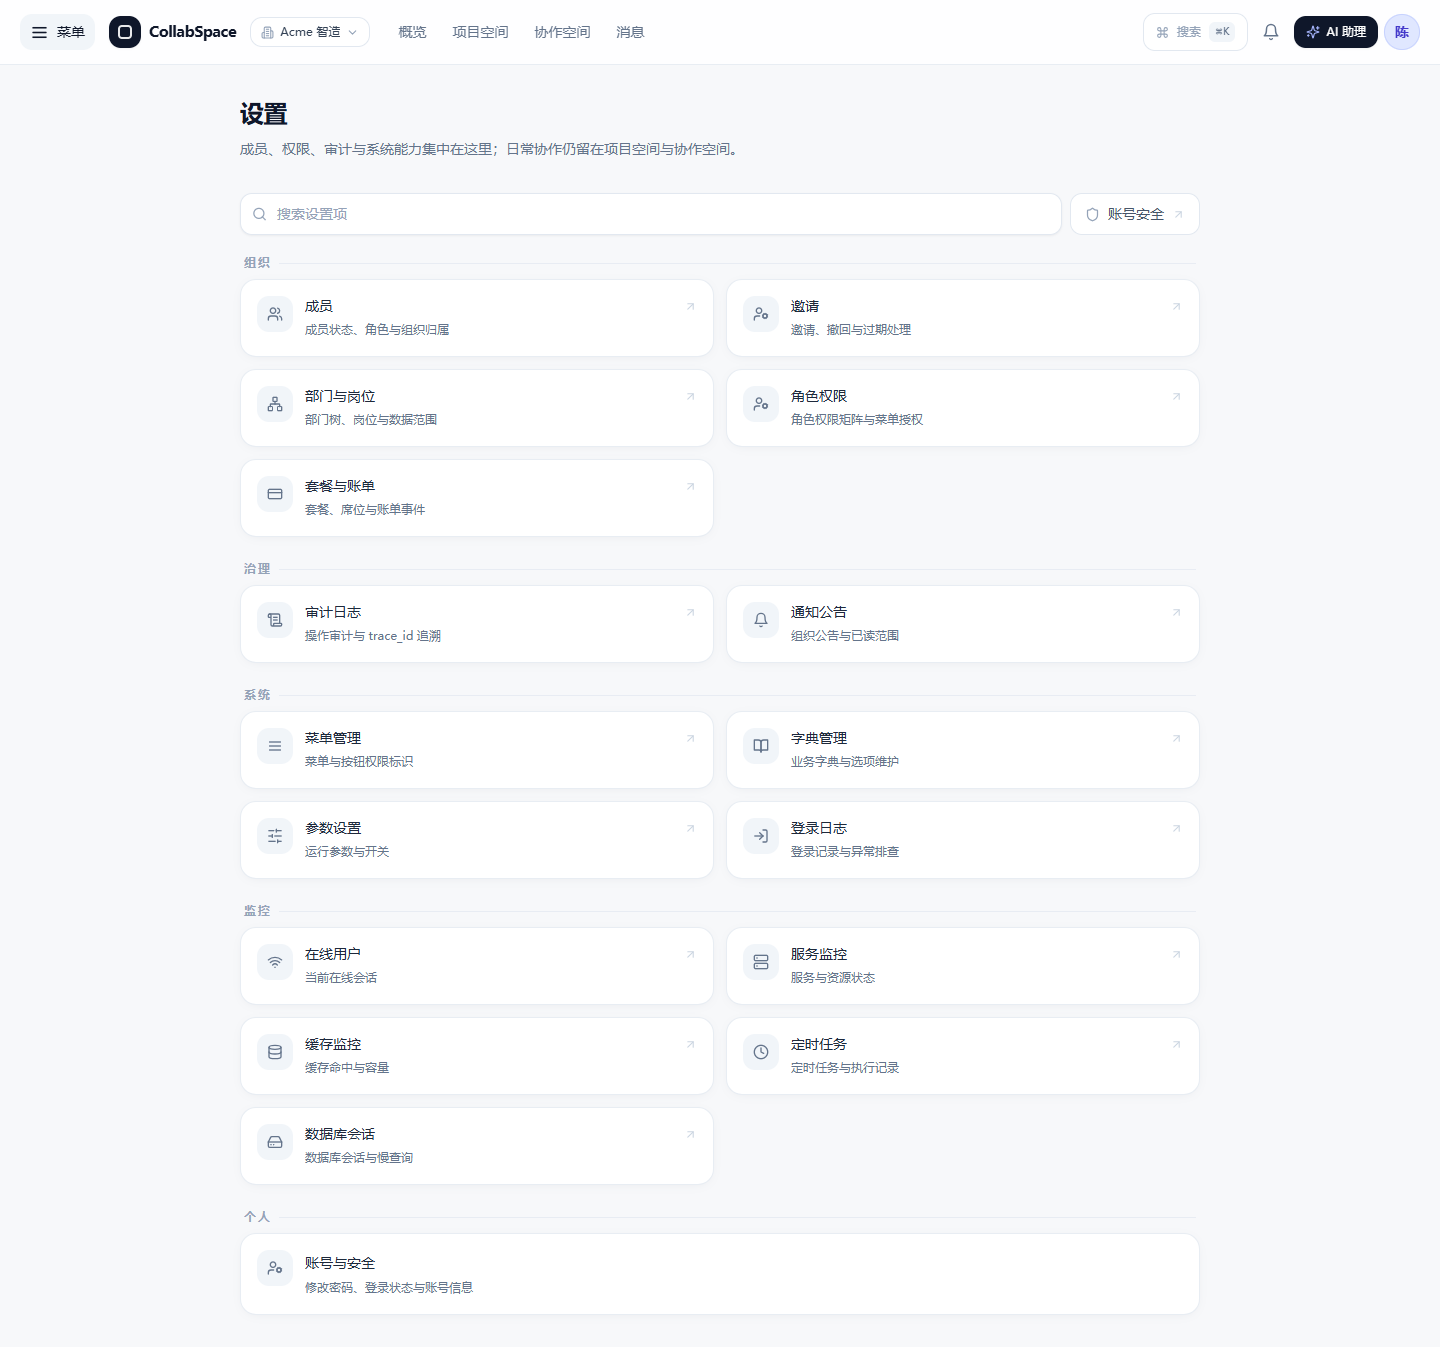 菜单
CollabSpace
Acme 智造
概览
项目空间
协作空间
消息
搜索
⌘K
AI 助理
陈
设置
成员、权限、审计与系统能力集中在这里；日常协作仍留在项目空间与协作空间。
搜索设置项
账号安全
组织
成员
成员状态、角色与组织归属
邀请
邀请、撤回与过期处理
部门与岗位
部门树、岗位与数据范围
角色权限
角色权限矩阵与菜单授权
套餐与账单
套餐、席位与账单事件
治理
审计日志
操作审计与 trace_id 追溯
通知公告
组织公告与已读范围
系统
菜单管理
菜单与按钮权限标识
字典管理
业务字典与选项维护
参数设置
运行参数与开关
登录日志
登录记录与异常排查
监控
在线用户
当前在线会话
服务监控
服务与资源状态
缓存监控
缓存命中与容量
定时任务
定时任务与执行记录
数据库会话
数据库会话与慢查询
个人
账号与安全
修改密码、登录状态与账号信息